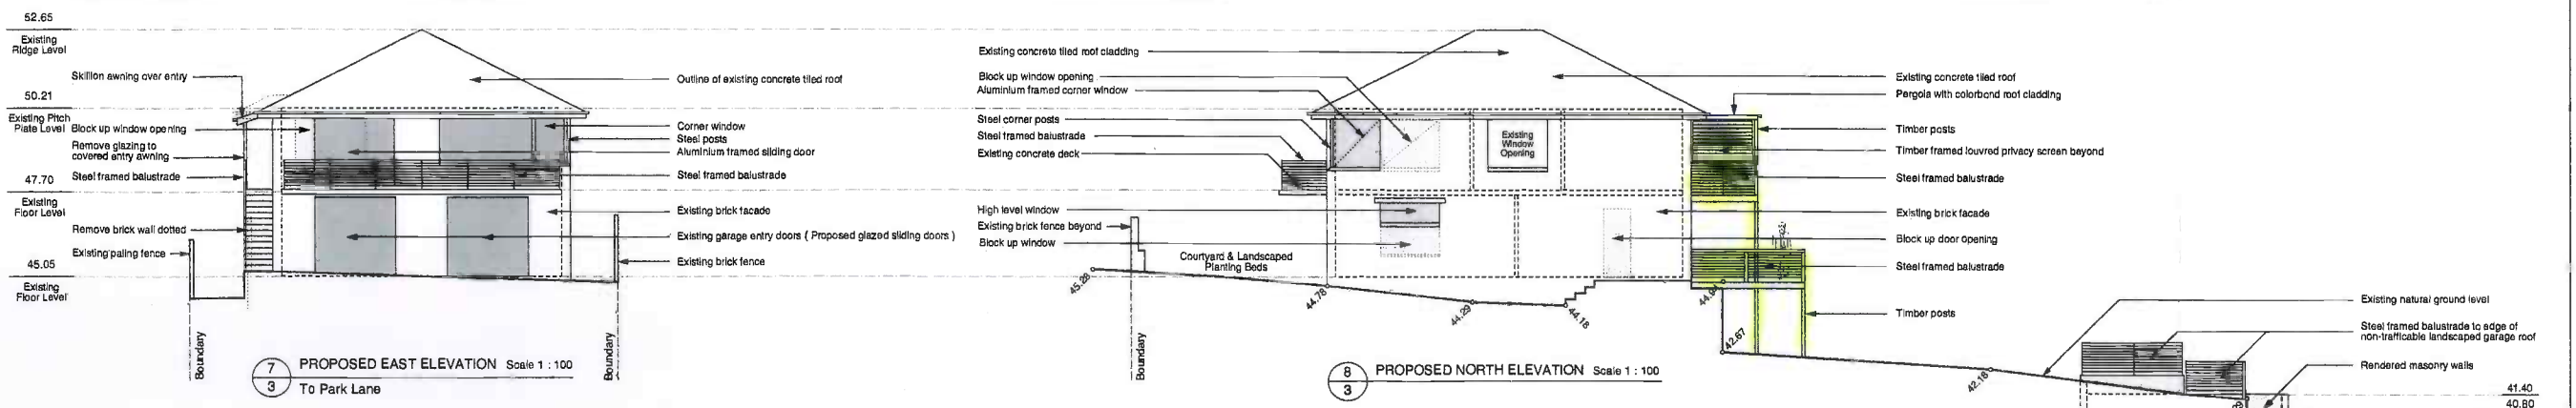 52.65
Existing
Ridge Level
50.21
Existing Pitch
Plate Level
47.70
Existing
Floor Level
45.05
Existing
Floor Level
Skillion awning over entry
Block up window opening
Remove glazing to
covered entry awning
Steel framed balustrade
Remove brick wall dotted
Existing paling fence
Outline of existing concrete tiled roof
Corner window
Steel posts
Aluminium framed sliding door
Steel framed balustrade
Existing brick facade
Existing garage entry doors ( Proposed glazed sliding doors )
Existing brick fence
Boundary
Boundary
7
3
PROPOSED EAST ELEVATION Scale 1 : 100
To Park Lane
Existing concrete tiled roof cladding
Block up window opening
Aluminium framed corner window
Steel corner posts
Steel framed balustrade
Existing concrete deck
High level window
Existing brick fence beyond
Block up window
Courtyard & Landscaped
Planting Beds
Existing
Window
Opening
45.28
44.78
44.29
44.18
44.94
42.67
42.18
Boundary
8
3
PROPOSED NORTH ELEVATION Scale 1 : 100
Existing concrete tiled roof
Pergola with colorbond roof cladding
Timber posts
Timber framed louvred privacy screen beyond
Steel framed balustrade
Existing brick facade
Block up door opening
Steel framed balustrade
Timber posts
Existing natural ground level
Steel framed balustrade to edge of
non-trafficable landscaped garage roof
Rendered masonry walls
41.40
40.80